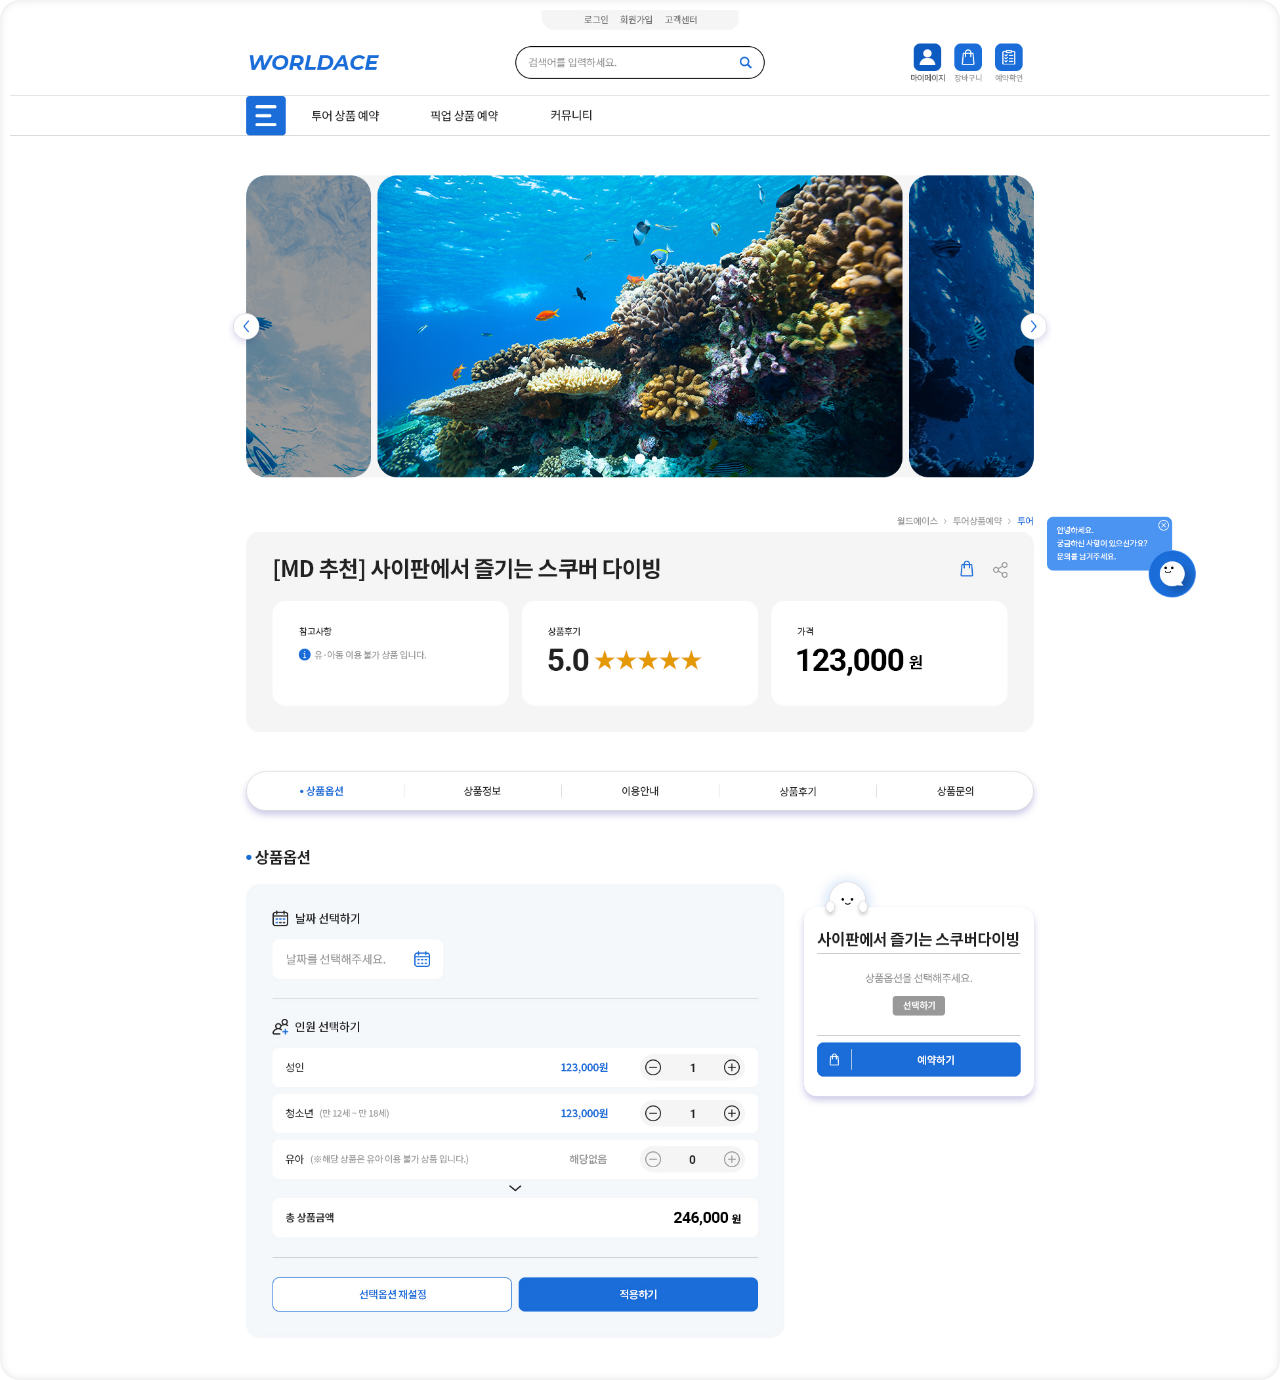 로그인 회원가입 고객센터
WORLDACE
검색어를 입력하세요.
마이페이지 장바구니 예약확인
투어 상품 예약 픽업 상품 예약 커뮤니티
월드에이스 > 투어상품예약 > 투어
안녕하세요.
궁금하신 사항이 있으신가요?
문의를 남겨주세요.
[MD 추천] 사이판에서 즐기는 스쿠버 다이빙
참고사항
유·아동 이용 불가 상품 입니다.
상품후기
5.0 ★★★★★
가격
123,000 원
• 상품옵션 상품정보 이용안내 상품후기 상품문의
• 상품옵션
날짜 선택하기
날짜를 선택해주세요.
인원 선택하기
성인 123,000원 1
청소년 (만 12세 ~ 만 18세) 123,000원 1
유아 (※해당 상품은 유아 이용 불가 상품 입니다.) 해당없음 0
총 상품금액 246,000 원
선택옵션 재설정 적용하기
사이판에서 즐기는 스쿠버다이빙
상품옵션을 선택해주세요.
선택하기
예약하기